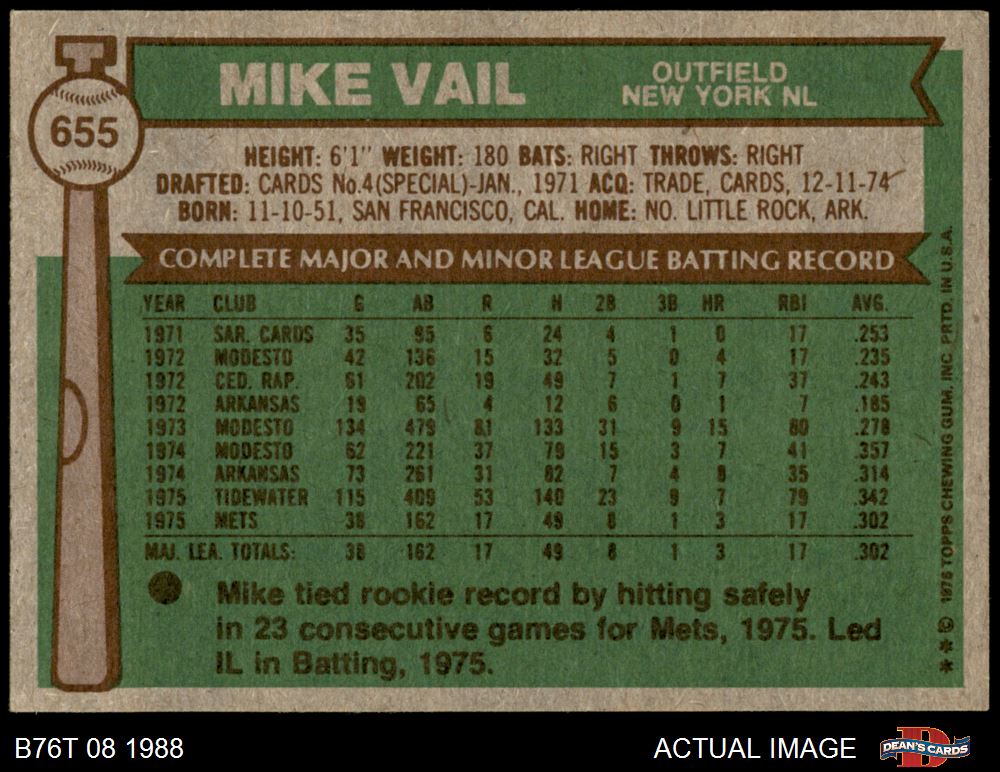 T
655
MIKE VAIL
OUTFIELD
NEW YORK NL
HEIGHT: 6'1" WEIGHT: 180 BATS: RIGHT THROWS: RIGHT
DRAFTED: CARDS No.4(SPECIAL)-JAN., 1971 ACQ: TRADE, CARDS, 12-11-74
BORN: 11-10-51, SAN FRANCISCO, CAL. HOME: NO. LITTLE ROCK, ARK.
COMPLETE MAJOR AND MINOR LEAGUE BATTING RECORD
YEAR CLUB G AB R H 2B 3B HR RBI AVG.
1971 SAR. CARDS 35 95 6 24 4 1 0 17 .253
1972 MODESTO 42 136 15 32 5 0 4 17 .235
1972 CED. RAP. 61 202 19 49 7 1 7 37 .243
1972 ARKANSAS 19 65 4 12 6 0 1 7 .185
1973 MODESTO 134 479 81 133 31 9 15 80 .278
1974 MODESTO 62 221 37 79 15 3 7 41 .357
1974 ARKANSAS 73 261 31 82 7 4 8 35 .314
1975 TIDEWATER 115 409 53 140 23 9 7 79 .342
1975 METS 38 162 17 49 8 1 3 17 .302
MAJ. LEA. TOTALS: 38 162 17 49 8 1 3 17 .302
Mike tied rookie record by hitting safely
in 23 consecutive games for Mets, 1975. Led
IL in Batting, 1975.
** © 1976 TOPPS CHEWING GUM, INC. PRTD. IN U.S.A.
B76T 08 1988
ACTUAL IMAGE
DEAN'S CARDS